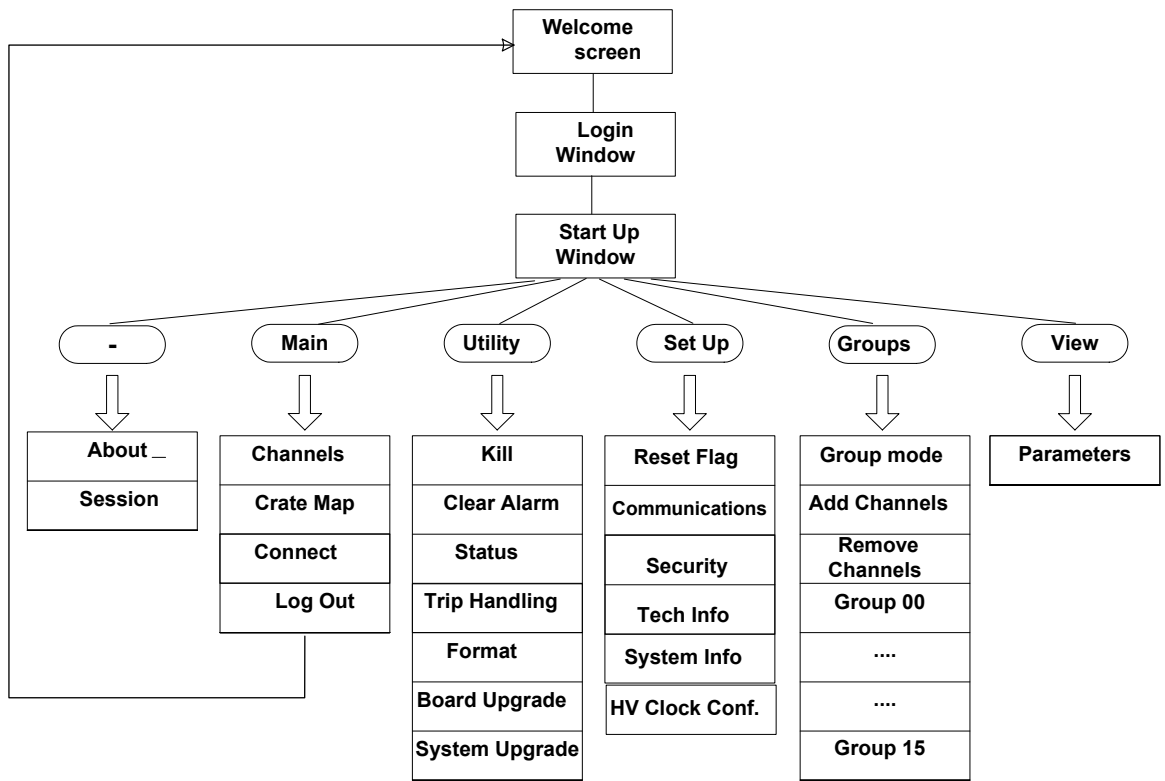 Welcome
screen
Login
Window
Start Up
Window
-
Main
Utility
Set Up
Groups
View
About _
Session
Channels
Crate Map
Connect
Log Out
Kill
Clear Alarm
Status
Trip Handling
Format
Board Upgrade
System Upgrade
Reset Flag
Communications
Security
Tech Info
System Info
HV Clock Conf.
Group mode
Add Channels
Remove
Channels
Group 00
....
....
Group 15
Parameters